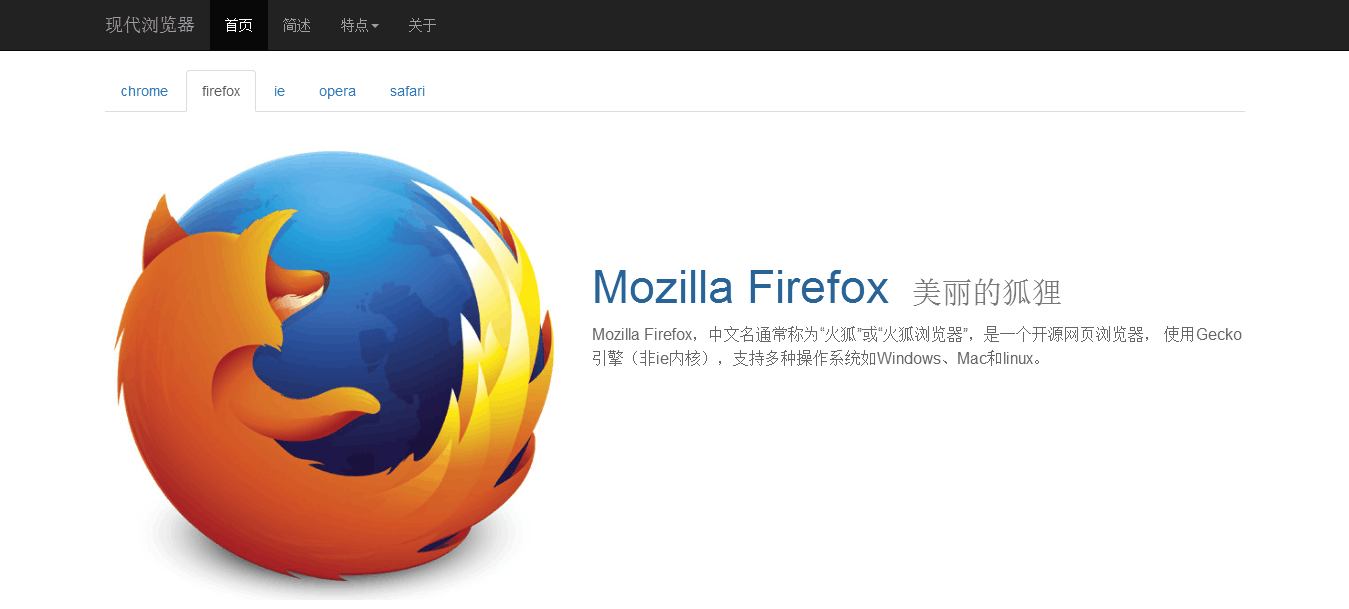 现代浏览器 首页 简述 特点 关于
chrome firefox ie opera safari
Mozilla Firefox 美丽的狐狸
Mozilla Firefox，中文名通常称为“火狐”或“火狐浏览器”，是一个开源网页浏览器， 使用Gecko
引擎（非ie内核），支持多种操作系统如Windows、Mac和linux。